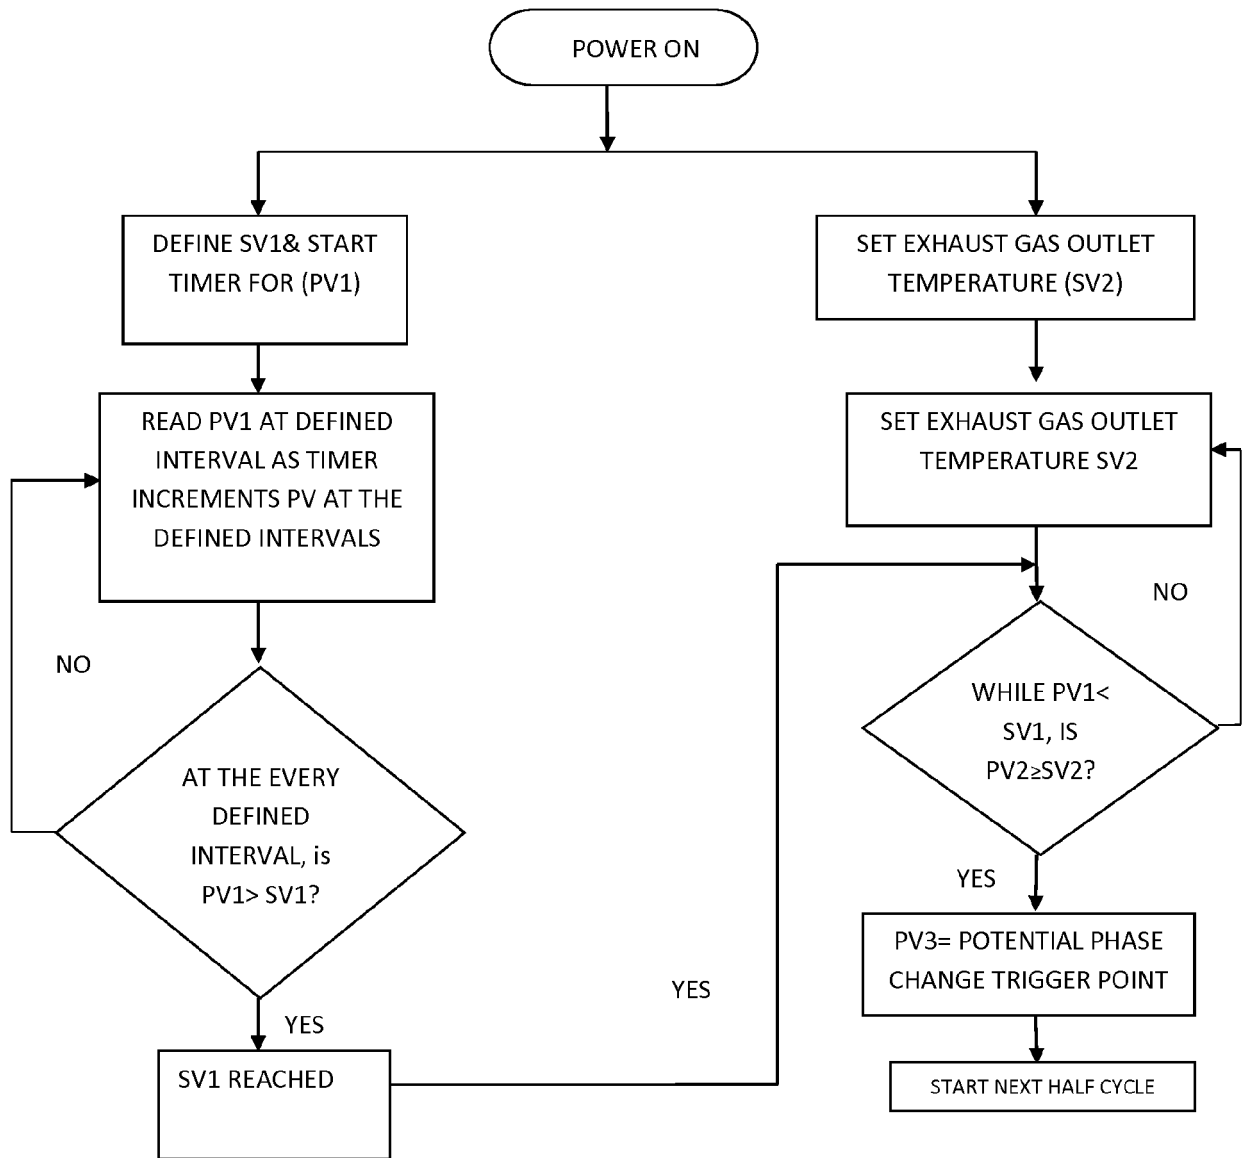 POWER ON
DEFINE SV1& START
TIMER FOR (PV1)
READ PV1 AT DEFINED
INTERVAL AS TIMER
INCREMENTS PV AT THE
DEFINED INTERVALS
NO
AT THE EVERY
DEFINED
INTERVAL, is
PV1> SV1?
YES
SV1 REACHED
YES
SET EXHAUST GAS OUTLET
TEMPERATURE (SV2)
SET EXHAUST GAS OUTLET
TEMPERATURE SV2
NO
WHILE PV1<
SV1, IS
PV2≥SV2?
YES
PV3= POTENTIAL PHASE
CHANGE TRIGGER POINT
START NEXT HALF CYCLE